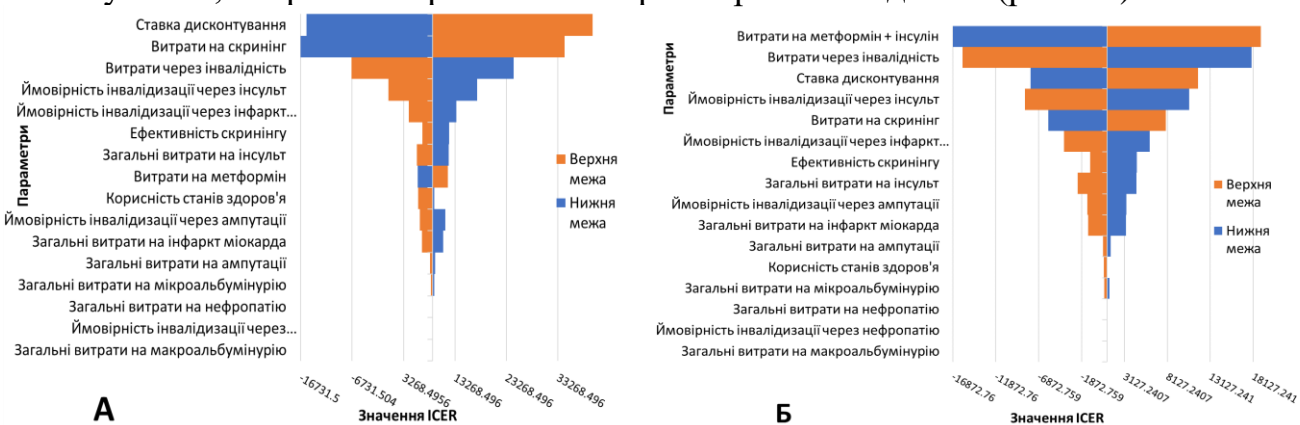 Ставка дисконтування
Витрати на скринінг
Витрати через інвалідність
Ймовірність інвалідизації через інсульт
Ймовірність інвалідизації через інфаркт...
Ефективність скринінгу
Загальні витрати на інсульт
Витрати на метформін
Корисність станів здоров'я
Ймовірність інвалідизації через ампутації
Загальні витрати на інфаркт міокарда
Загальні витрати на ампутації
Загальні витрати на мікроальбумінурію
Загальні витрати на нефропатію
Ймовірність інвалідизації через...
Загальні витрати на макроальбумінурію
Параметри
Верхня
межа
Нижня
межа
-16731.5
-6731.504
3268.4956
13268.496
23268.496
33268.496
А
Значення ICER
Витрати на метформін + інсулін
Витрати через інвалідність
Ставка дисконтування
Ймовірність інвалідизації через інсульт
Витрати на скринінг
Ймовірність інвалідизації через інфаркт...
Ефективність скринінгу
Загальні витрати на інсульт
Ймовірність інвалідизації через ампутації
Загальні витрати на інфаркт міокарда
Загальні витрати на ампутації
Корисність станів здоров'я
Загальні витрати на мікроальбумінурію
Загальні витрати на нефропатію
Ймовірність інвалідизації через нефропатію
Загальні витрати на макроальбумінурію
Параметри
Верхня
межа
Нижня
межа
-16872.76
-11872.76
-6872.759
-1872.759
3127.2407
8127.2407
13127.241
18127.241
Б
Значення ICER